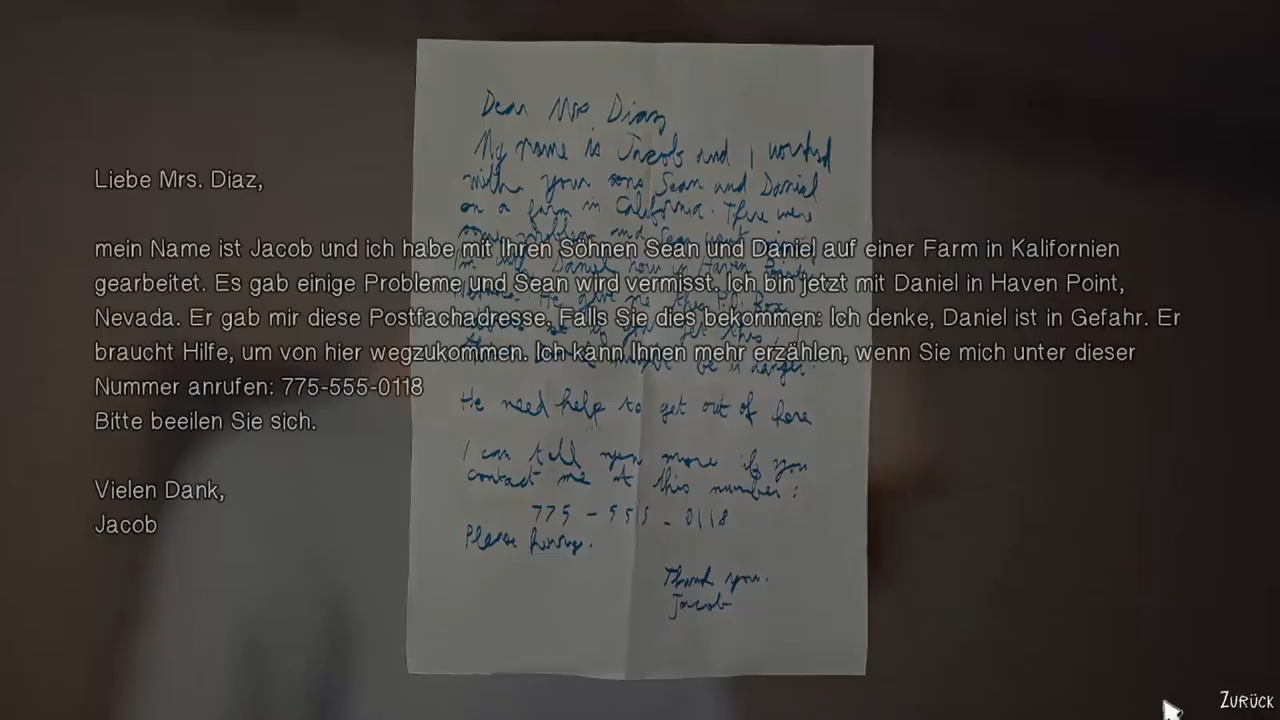 Dear Mrs Diaz
My name is Jacob and I worked
with your sons Sean and Daniel
on a farm in California. There were
Liebe Mrs. Diaz,
mein Name ist Jacob und ich habe mit Ihren Söhnen Sean und Daniel auf einer Farm in Kalifornien
gearbeitet. Es gab einige Probleme und Sean wird vermisst. Ich bin jetzt mit Daniel in Haven Point,
Nevada. Er gab mir diese Postfachadresse, Falls Sie dies bekommen: Ich denke, Daniel ist in Gefahr. Er
braucht Hilfe, um von hier wegzukommen. Ich kann Ihnen mehr erzählen, wenn Sie mich unter dieser
Nummer anrufen: 775-555-0118
Bitte beeilen Sie sich.
Vielen Dank,
Jacob
He need help to get out of here
I can tell you more if you
contact me at this number:
775-555-0118
Please hurry.
Thank you.
Jacob
Zurück